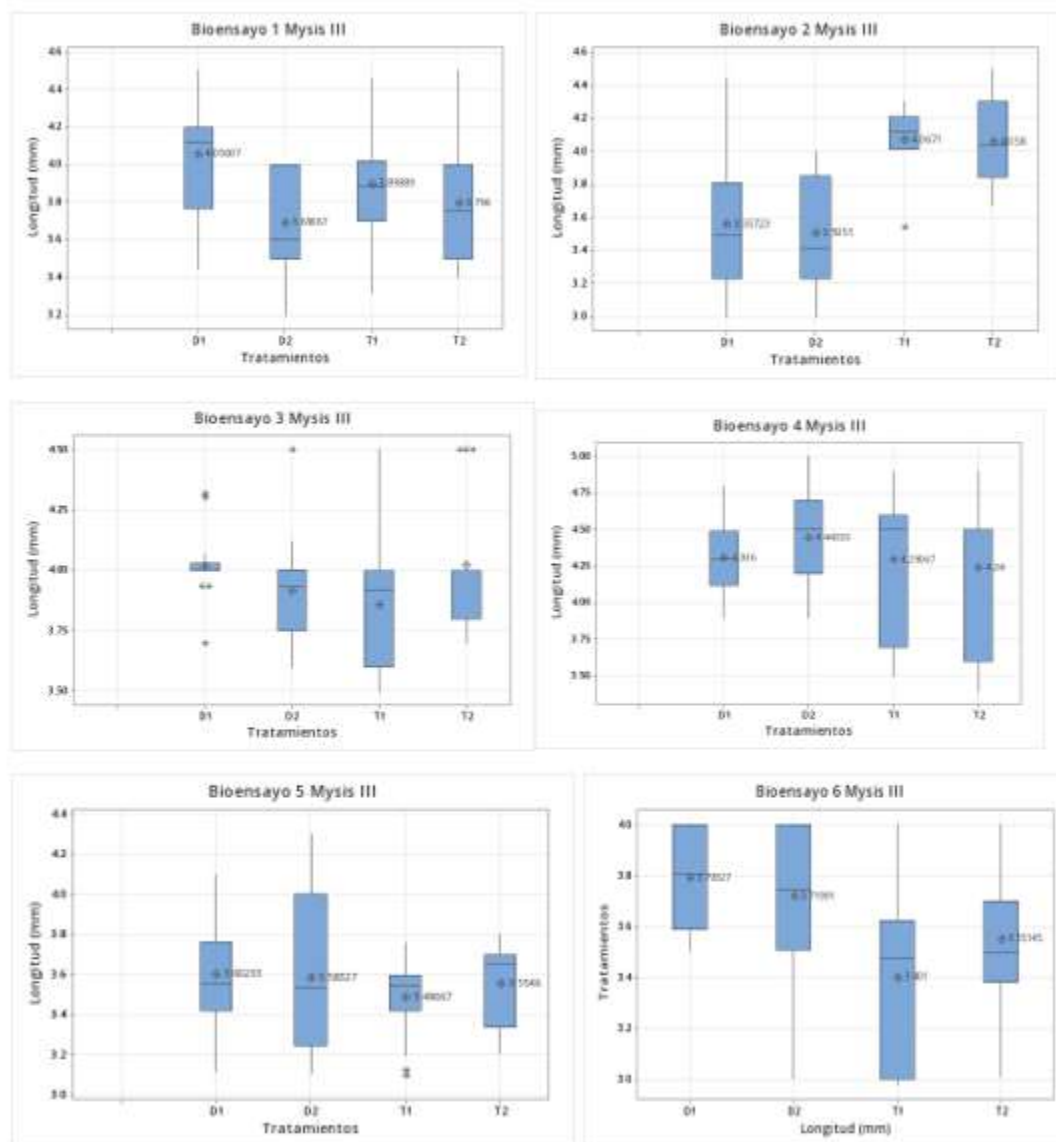 Bioensayo 1 Mysis III
Longitud (mm)
4.6
4.4
4.2
4.0
3.8
3.6
3.4
3.2
3.796
D1
D2
T1
T2
Tratamientos
Bioensayo 2 Mysis III
Longitud (mm)
4.6
4.4
4.2
4.0
3.8
3.6
3.4
3.2
3.0
D1
D2
T1
T2
Tratamientos
Bioensayo 3 Mysis III
Longitud (mm)
4.50
4.25
4.00
3.75
3.50
D1
D2
T1
T2
Tratamientos
Bioensayo 4 Mysis III
Longitud (mm)
5.00
4.75
4.50
4.25
4.00
3.75
3.50
D1
D2
T1
T2
Tratamientos
Bioensayo 5 Mysis III
Longitud (mm)
4.4
4.2
4.0
3.8
3.6
3.4
3.2
3.0
D1
D2
T1
T2
Tratamientos
Bioensayo 6 Mysis III
Tratamientos
4.0
3.8
3.6
3.4
3.2
3.0
3.401
D1
D2
T1
T2
Longitud (mm)